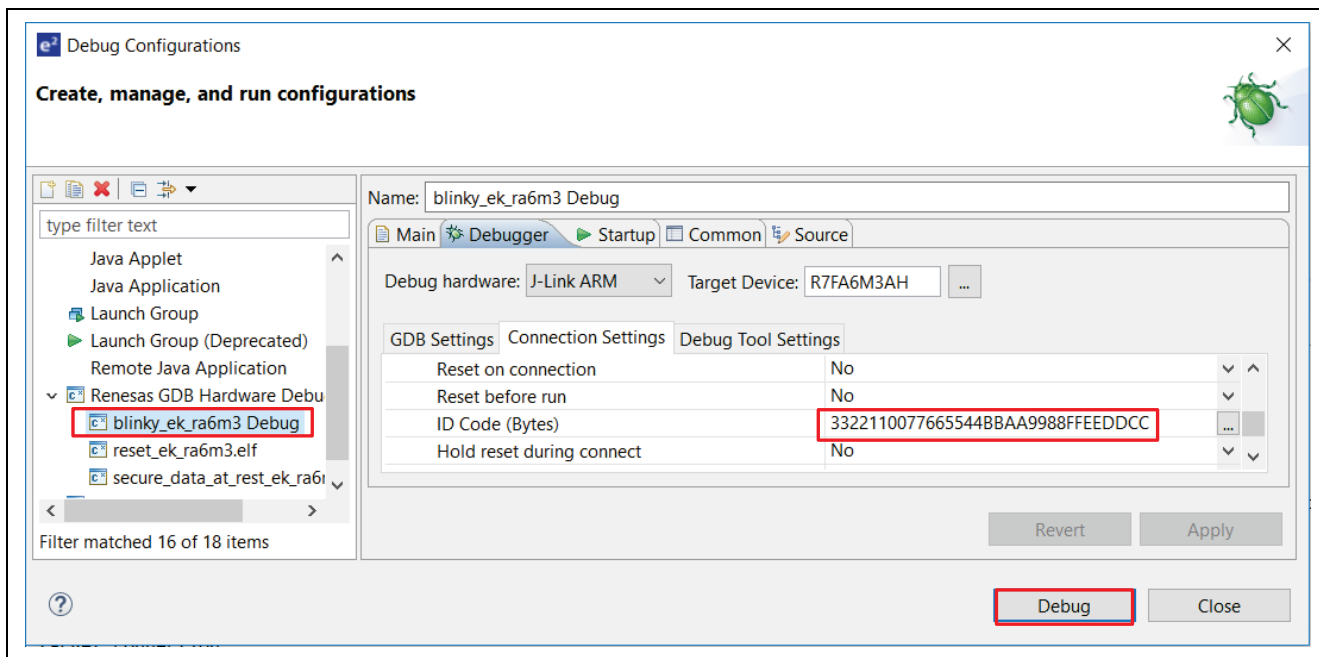 e² Debug Configurations
Create, manage, and run configurations
type filter text
Java Applet
Java Application
Launch Group
Launch Group (Deprecated)
Remote Java Application
Renesas GDB Hardware Debu
blinky_ek_ra6m3 Debug
reset_ek_ra6m3.elf
secure_data_at_rest_ek_ra6r
Filter matched 16 of 18 items
Name: blinky_ek_ra6m3 Debug
Main Debugger Startup Common Source
Debug hardware: J-Link ARM Target Device: R7FA6M3AH ...
GDB Settings Connection Settings Debug Tool Settings
Reset on connection No
Reset before run No
ID Code (Bytes) 3322110077665544BBAA9988FFEEDDCC ...
Hold reset during connect No
Revert Apply
? Debug Close